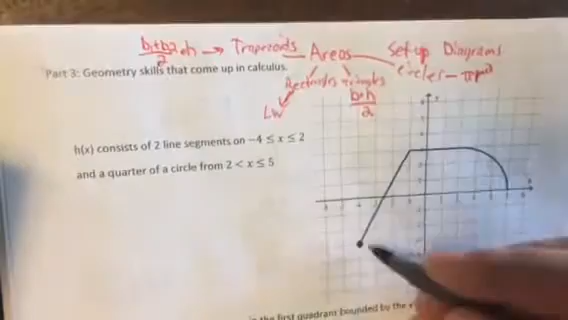 b1+b2 · h → Trapezoids Areas Set-up Diagrams
2
Part 3: Geometry skills that come up in calculus.
Rectangles triangles circles - πr²
LW b·h
2
h(x) consists of 2 line segments on −4 ≤ x ≤ 2
and a quarter of a circle from 2 < x ≤ 5
in the first quadrant bounded by the